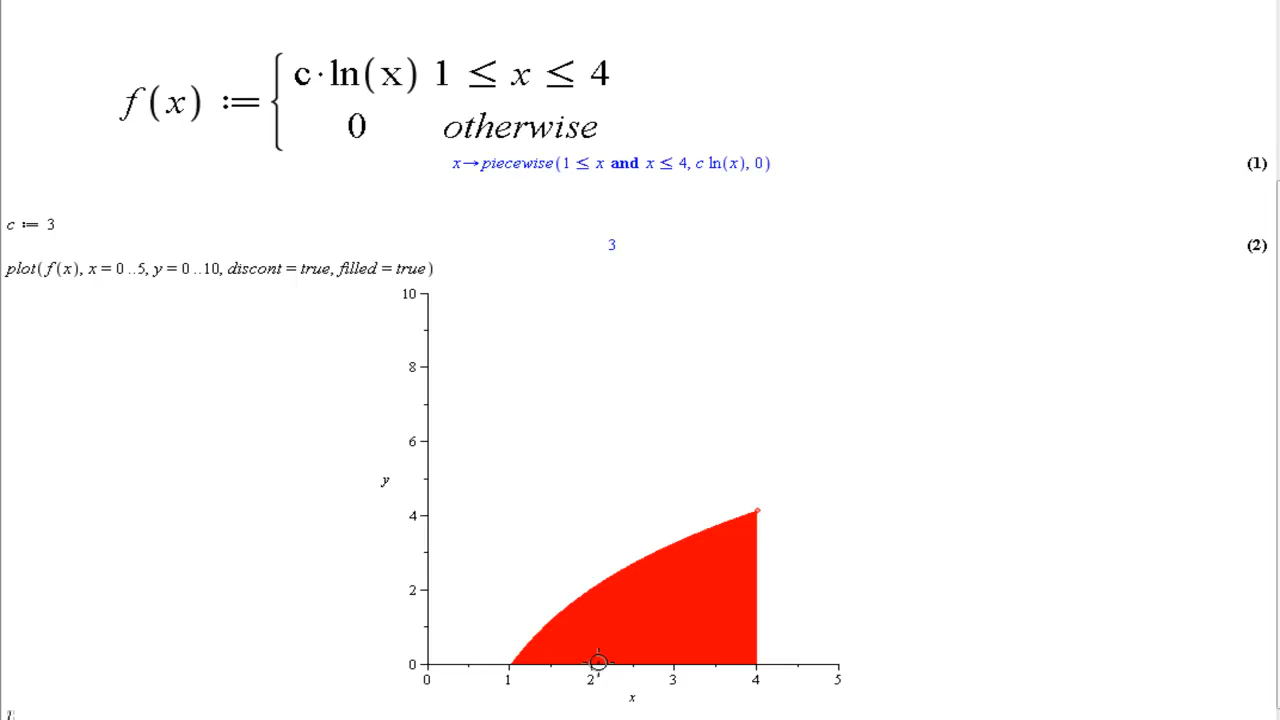 f(x) := { c·ln(x) 1 ≤ x ≤ 4
0 otherwise
x→piecewise(1 ≤ x and x ≤ 4, c ln(x), 0) (1)
c := 3
3 (2)
plot(f(x), x = 0 ..5, y = 0 ..10, discont = true, filled = true)
10
8
6
y
4
2
0
0 1 2 3 4 5
x